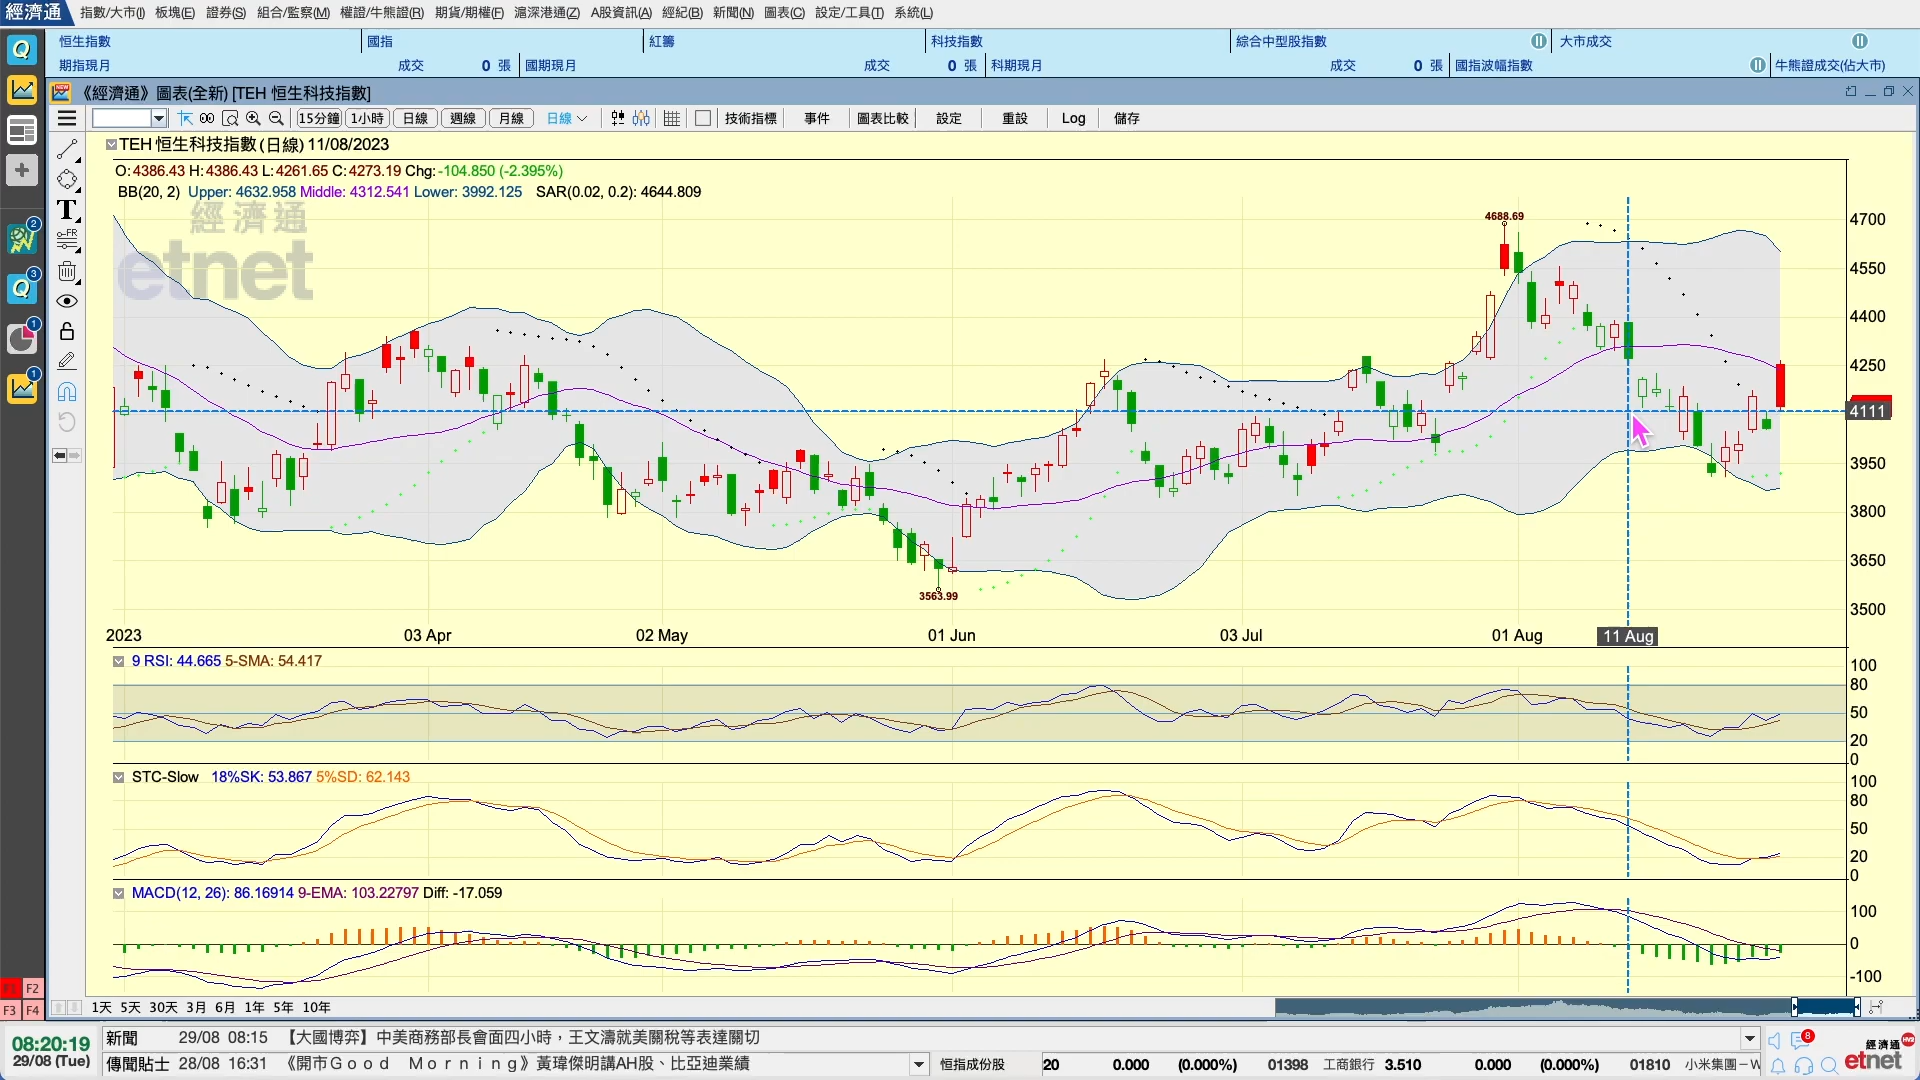 經濟通 指數/大市(I) 板塊(E) 證券(S) 組合/監察(M) 權證/牛熊證(R) 期貨/期權(F) 滬深港通(Z) A股資訊(A) 經紀(B) 新聞(N) 圖表(C) 設定/工具(T) 系統(L)
恒生指數 國指 紅籌 科技指數 綜合中型股指數 大市成交
期指現月 成交 0 張 國期現月 成交 0 張 科期現月 成交 0 張 國指波幅指數 牛熊證成交(佔大市)
《經濟通》圖表(全新) [TEH 恒生科技指數]
15分鐘 1小時 日線 週線 月線 日線 技術指標 事件 圖表比較 設定 重設 Log 儲存
TEH 恒生科技指數 (日線) 11/08/2023
O:4386.43 H:4386.43 L:4261.65 C:4273.19 Chg:-104.850 (-2.395%)
BB(20, 2) Upper: 4632.958 Middle: 4312.541 Lower: 3992.125 SAR(0.02, 0.2): 4644.809
經濟通
etnet
4688.69
3563.99
4700
4550
4400
4250
4111
3950
3800
3650
3500
2023 03 Apr 02 May 01 Jun 03 Jul 01 Aug 11 Aug
9 RSI: 44.665 5-SMA: 54.417
100
80
50
20
0
STC-Slow 18%SK: 53.867 5%SD: 62.143
100
80
50
20
0
MACD(12, 26): 86.16914 9-EMA: 103.22797 Diff: -17.059
100
0
-100
1天 5天 30天 3月 6月 1年 5年 10年
2
3
1
1
F1 F2
F3 F4
08:20:19
29/08 (Tue)
新聞 29/08 08:15 【大國博弈】中美商務部長會面四小時，王文濤就美關稅等表達關切
傳聞貼士 28/08 16:31 《開市Ｇｏｏｄ Ｍｏｒｎｉｎｇ》黃瑋傑明講AH股、比亞迪業績
恒指成份股 20 0.000 (0.000%) 01398 工商銀行 3.510 0.000 (0.000%) 01810 小米集團－W
8
經濟通 HV2
etnet